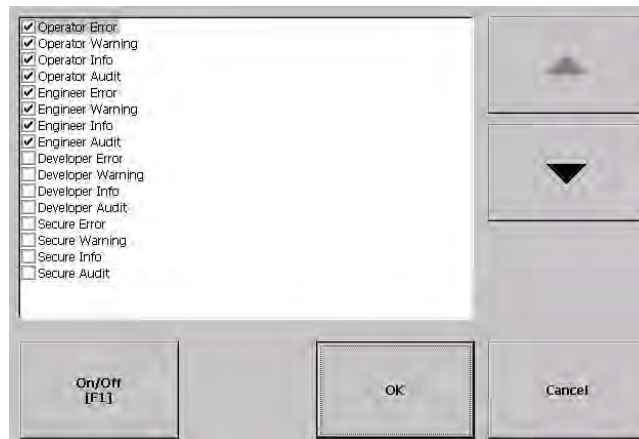 Operator Error
Operator Warning
Operator Info
Operator Audit
Engineer Error
Engineer Warning
Engineer Info
Engineer Audit
Developer Error
Developer Warning
Developer Info
Developer Audit
Secure Error
Secure Warning
Secure Info
Secure Audit
On/Off
[F1]
OK
Cancel